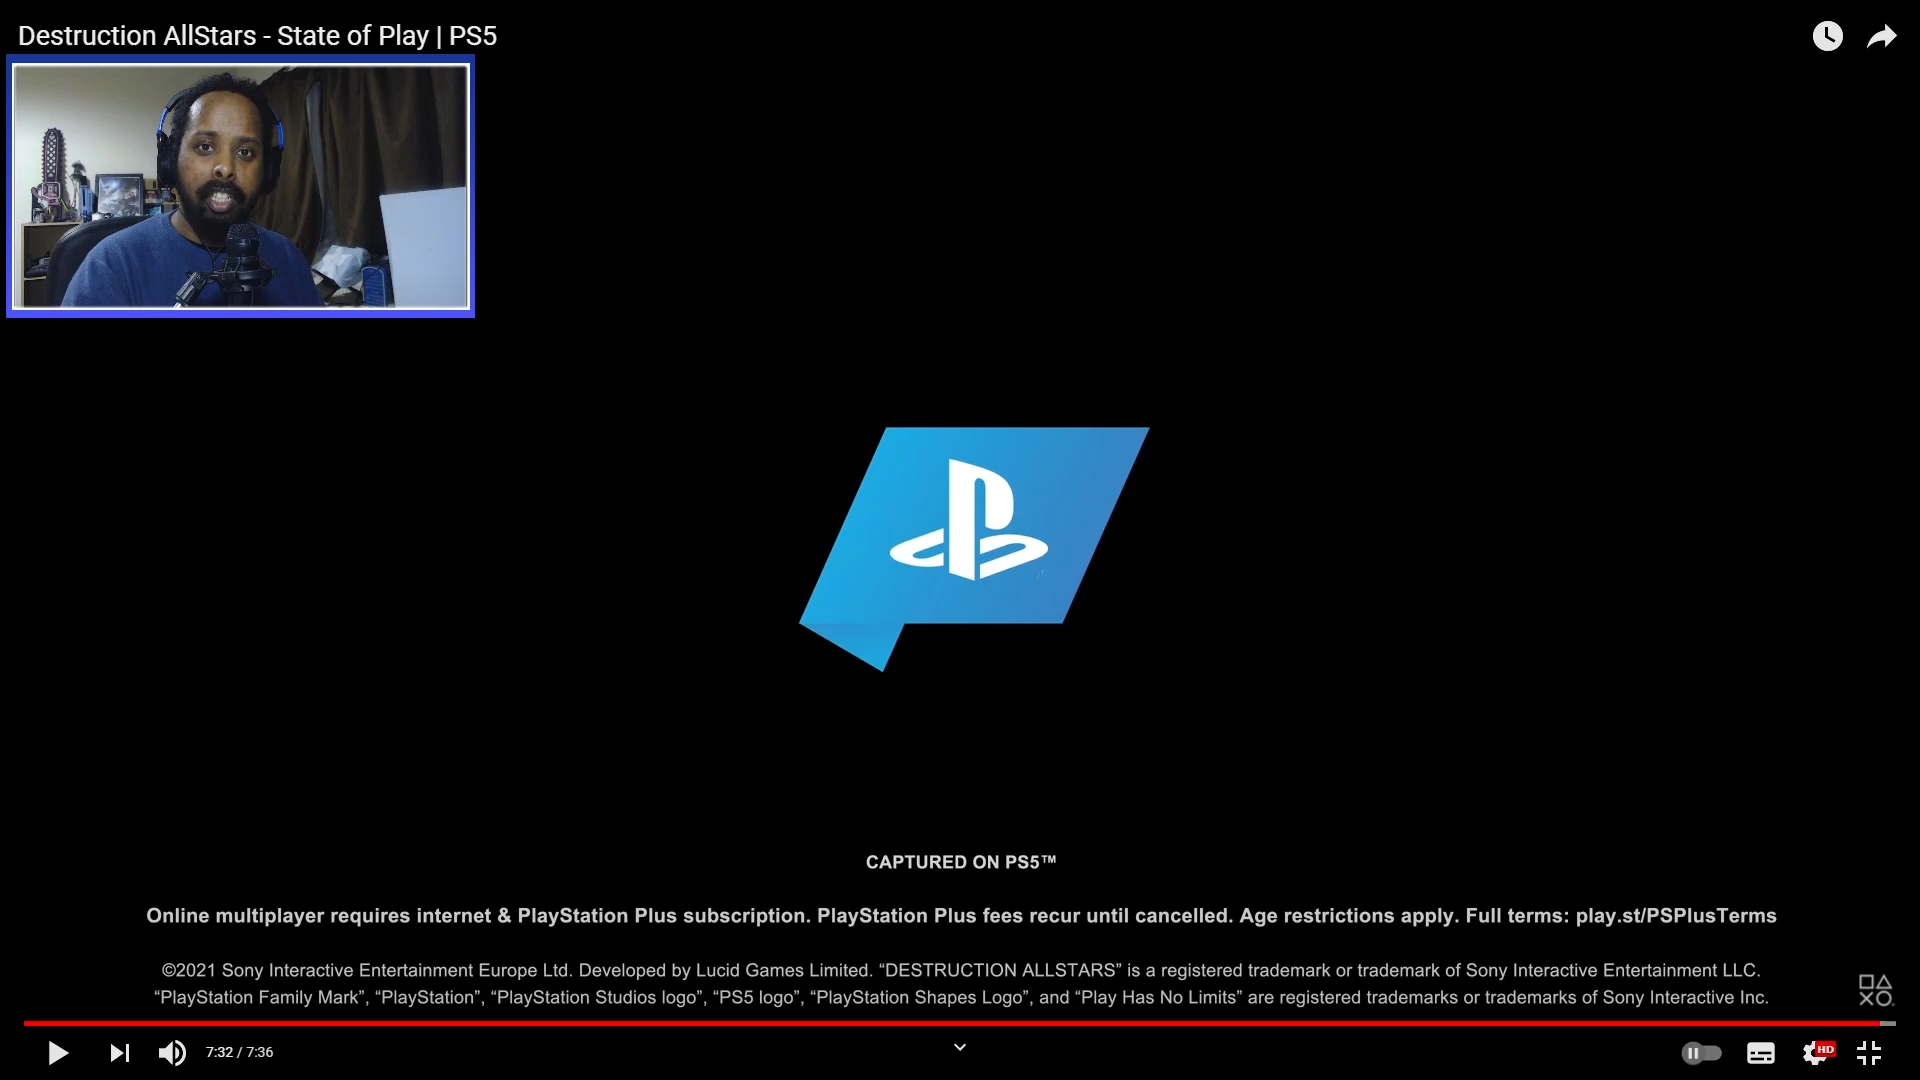 Destruction AllStars - State of Play | PS5
CAPTURED ON PS5™
Online multiplayer requires internet & PlayStation Plus subscription. PlayStation Plus fees recur until cancelled. Age restrictions apply. Full terms: play.st/PSPlusTerms
©2021 Sony Interactive Entertainment Europe Ltd. Developed by Lucid Games Limited. “DESTRUCTION ALLSTARS” is a registered trademark or trademark of Sony Interactive Entertainment LLC.
“PlayStation Family Mark”, “PlayStation”, “PlayStation Studios logo”, “PS5 logo”, “PlayStation Shapes Logo”, and “Play Has No Limits” are registered trademarks or trademarks of Sony Interactive Inc.
7:32 / 7:36
HD